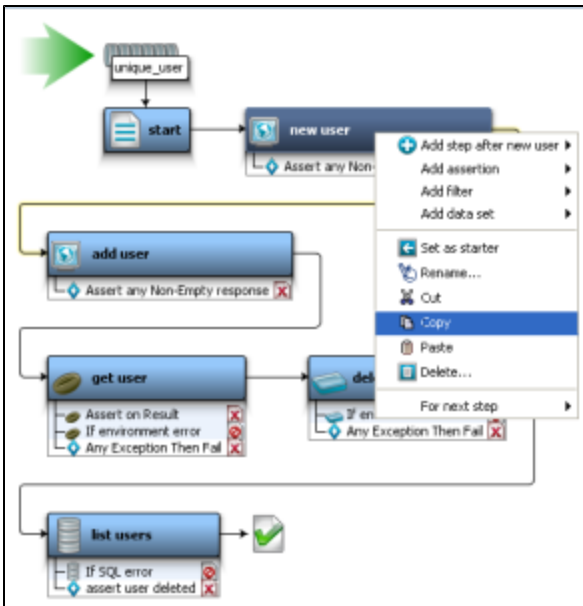 unique_user
start
new user
Assert any Non-
Add step after new user
Add assertion
Add filter
Add data set
Set as starter
Rename...
Cut
Copy
Paste
Delete...
For next step
add user
Assert any Non-Empty response
get user
Assert on Result
If environment error
Any Exception Then Fail
del
If en
Any Exception Then Fail
list users
If SQL error
assert user deleted